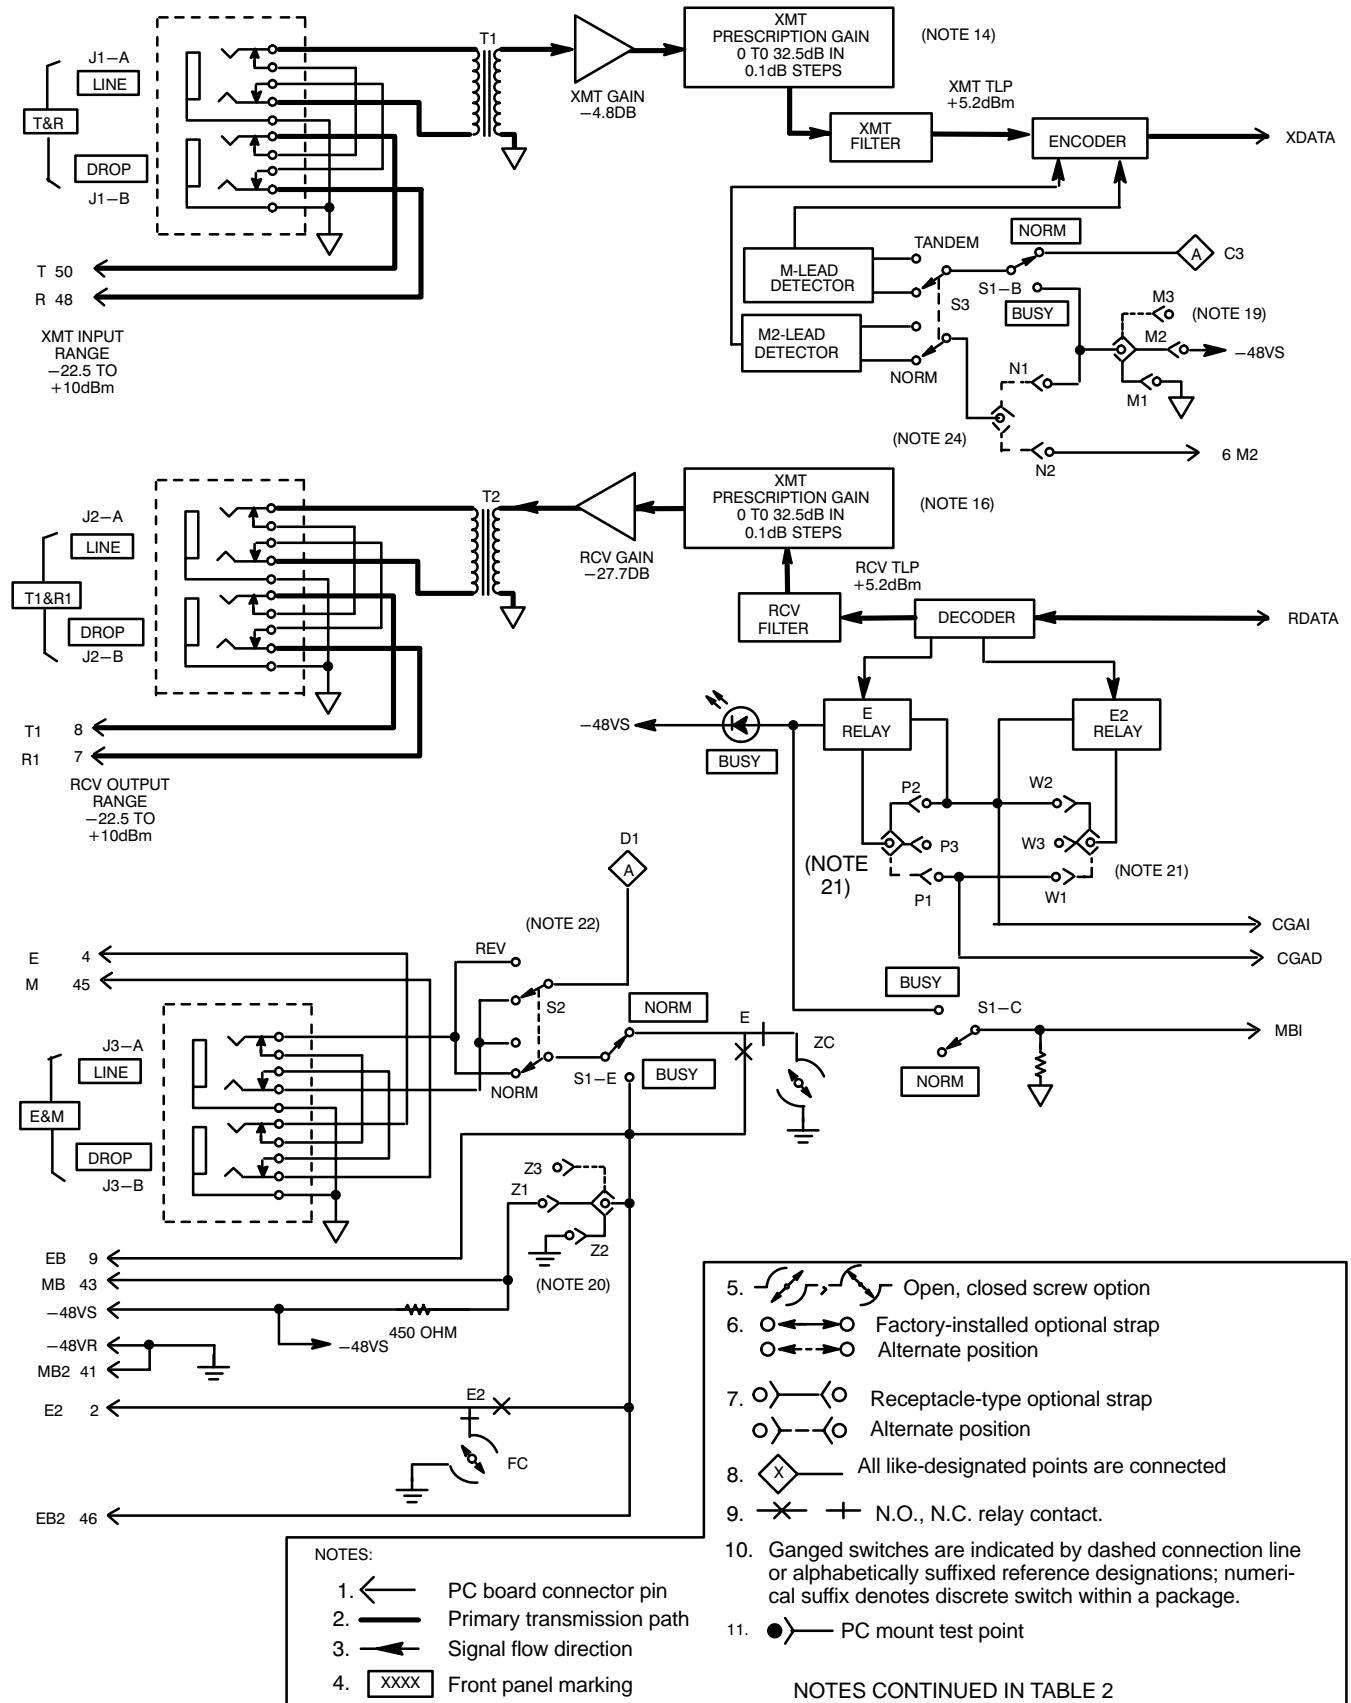 J1–A
LINE
T&R
DROP
J1–B
T 50
R 48
XMT INPUT
RANGE
–22.5 TO
+10dBm
T1
XMT GAIN
–4.8DB
XMT
PRESCRIPTION GAIN
0 T0 32.5dB IN
0.1dB STEPS
(NOTE 14)
XMT TLP
+5.2dBm
XMT
FILTER
ENCODER
XDATA
M-LEAD
DETECTOR
M2-LEAD
DETECTOR
TANDEM
S3
NORM
NORM
S1–B
BUSY
A
C3
M3
(NOTE 19)
M2
–48VS
M1
N1
(NOTE 24)
N2
6 M2
J2–A
LINE
T1&R1
DROP
J2–B
T1 8
R1 7
RCV OUTPUT
RANGE
–22.5 TO
+10dBm
T2
RCV GAIN
–27.7DB
XMT
PRESCRIPTION GAIN
0 T0 32.5dB IN
0.1dB STEPS
(NOTE 16)
RCV TLP
+5.2dBm
RCV
FILTER
DECODER
RDATA
–48VS
BUSY
E
RELAY
E2
RELAY
P2
W2
P3
W3
(NOTE
21)
(NOTE 21)
P1
W1
CGAI
CGAD
D1
A
(NOTE 22)
E 4
M 45
REV
S2
NORM
NORM
S1–E
BUSY
E
ZC
BUSY
S1–C
NORM
MBI
J3–A
LINE
E&M
DROP
J3–B
Z3
Z1
Z2
(NOTE 20)
EB 9
MB 43
–48VS
450 OHM
–48VS
–48VR
MB2 41
E2 2
E2
FC
EB2 46
NOTES:
1. PC board connector pin
2. Primary transmission path
3. Signal flow direction
4. XXXX Front panel marking
5. , Open, closed screw option
6. Factory-installed optional strap
Alternate position
7. Receptacle-type optional strap
Alternate position
8. X All like-designated points are connected
9. N.O., N.C. relay contact.
10. Ganged switches are indicated by dashed connection line
or alphabetically suffixed reference designations; numeri-
cal suffix denotes discrete switch within a package.
11. PC mount test point
NOTES CONTINUED IN TABLE 2